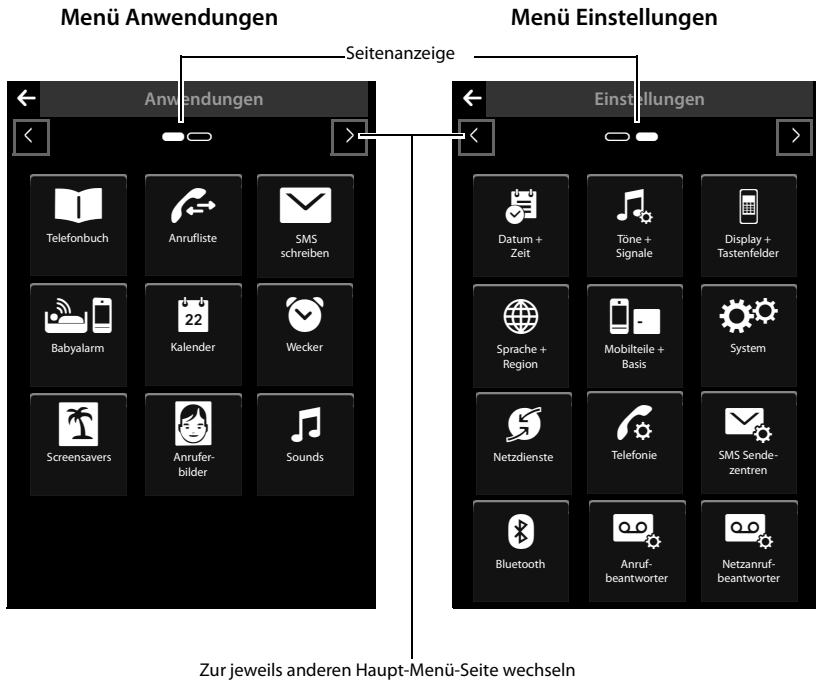 Menü Anwendungen
Menü Einstellungen
Seitenanzeige
Anwendungen
Telefonbuch
Anrufliste
SMS
schreiben
Babyalarm
22
Kalender
Wecker
Screensavers
Anrufer-
bilder
Sounds
Einstellungen
Datum +
Zeit
Töne +
Signale
Display +
Tastenfelder
Sprache +
Region
Mobilteile +
Basis
System
Netzdienste
Telefonie
SMS Sende-
zentren
Bluetooth
Anruf-
beantworter
Netzanruf-
beantworter
Zur jeweils anderen Haupt-Menü-Seite wechseln